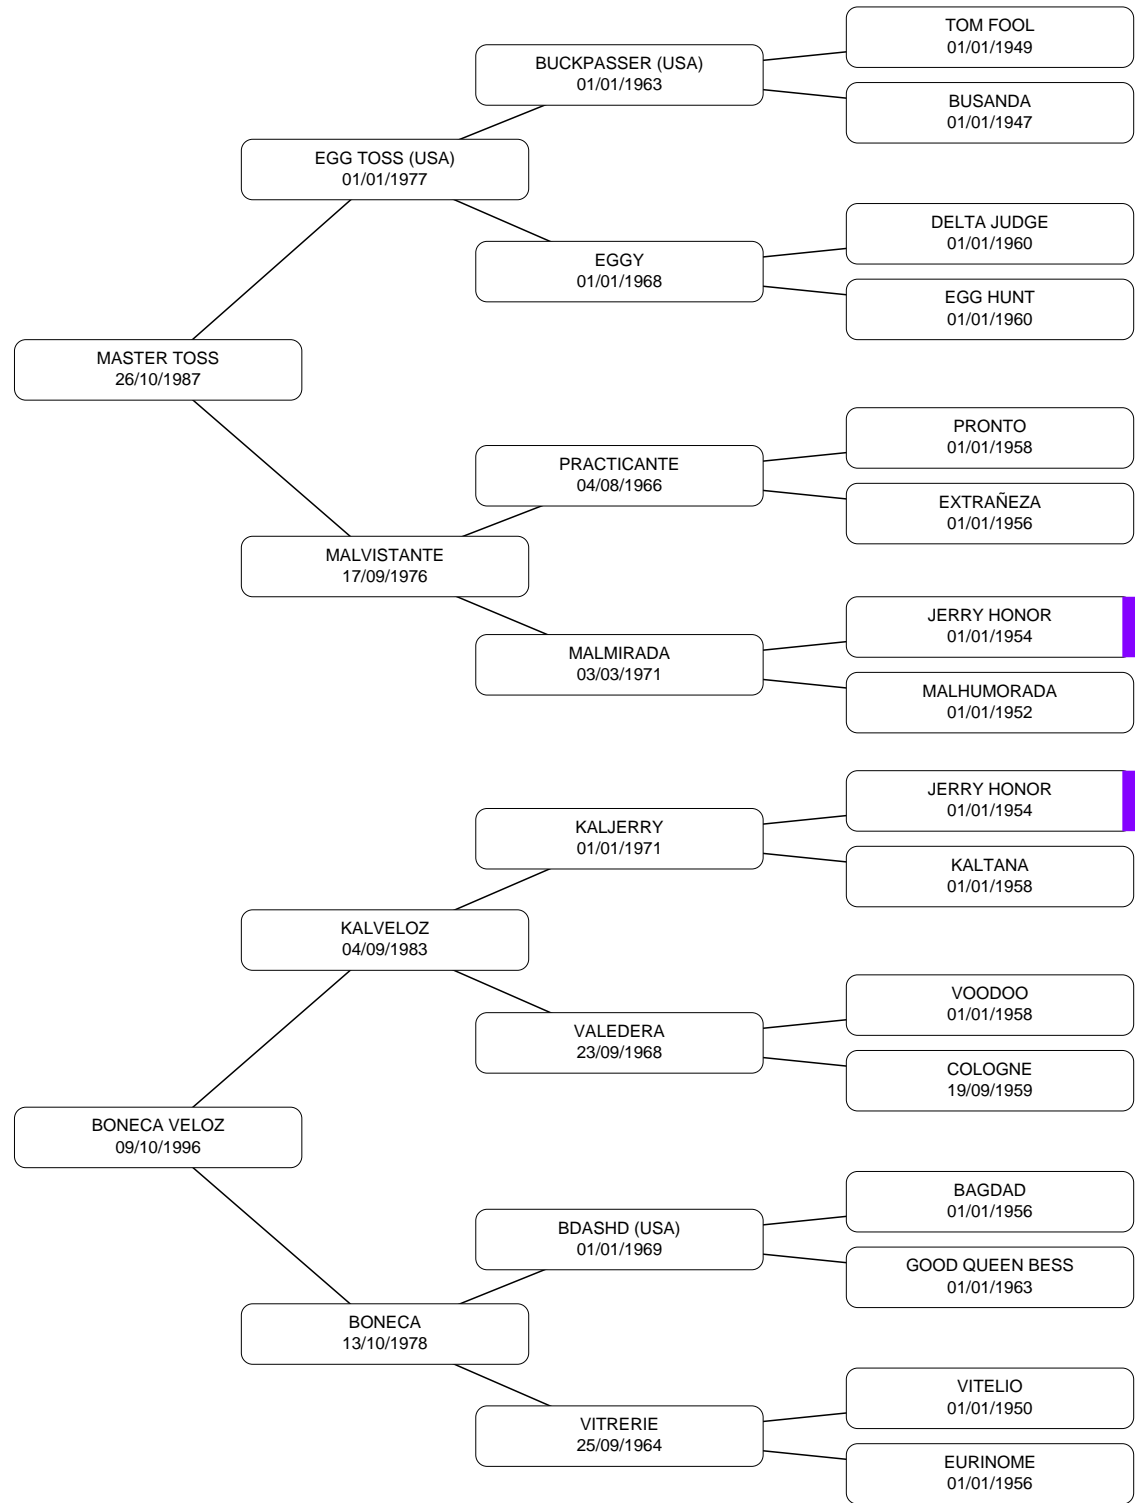 TOM FOOL
01/01/1949
BUCKPASSER (USA)
01/01/1963
BUSANDA
01/01/1947
EGG TOSS (USA)
01/01/1977
DELTA JUDGE
01/01/1960
EGGY
01/01/1968
EGG HUNT
01/01/1960
MASTER TOSS
26/10/1987
PRONTO
01/01/1958
PRACTICANTE
04/08/1966
EXTRAÑEZA
01/01/1956
MALVISTANTE
17/09/1976
JERRY HONOR
01/01/1954
MALMIRADA
03/03/1971
MALHUMORADA
01/01/1952
JERRY HONOR
01/01/1954
KALJERRY
01/01/1971
KALTANA
01/01/1958
KALVELOZ
04/09/1983
VOODOO
01/01/1958
VALEDERA
23/09/1968
COLOGNE
19/09/1959
BONECA VELOZ
09/10/1996
BAGDAD
01/01/1956
BDASHD (USA)
01/01/1969
GOOD QUEEN BESS
01/01/1963
BONECA
13/10/1978
VITELIO
01/01/1950
VITRERIE
25/09/1964
EURINOME
01/01/1956